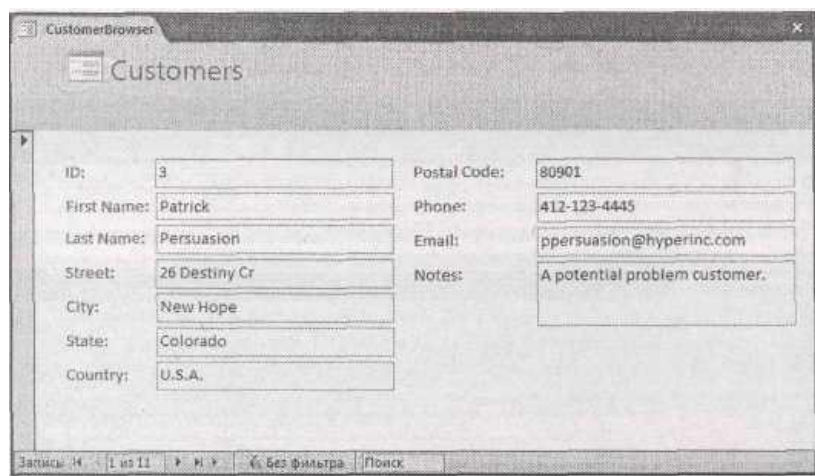 CustomerBrowser
Customers
ID: 3
First Name: Patrick
Last Name: Persuasion
Street: 26 Destiny Cr
City: New Hope
State: Colorado
Country: U.S.A.
Postal Code: 80901
Phone: 412-123-4445
Email: ppersuasion@hyperinc.com
Notes: A potential problem customer.
Записи 1 из 11 Без фильтра Поиск